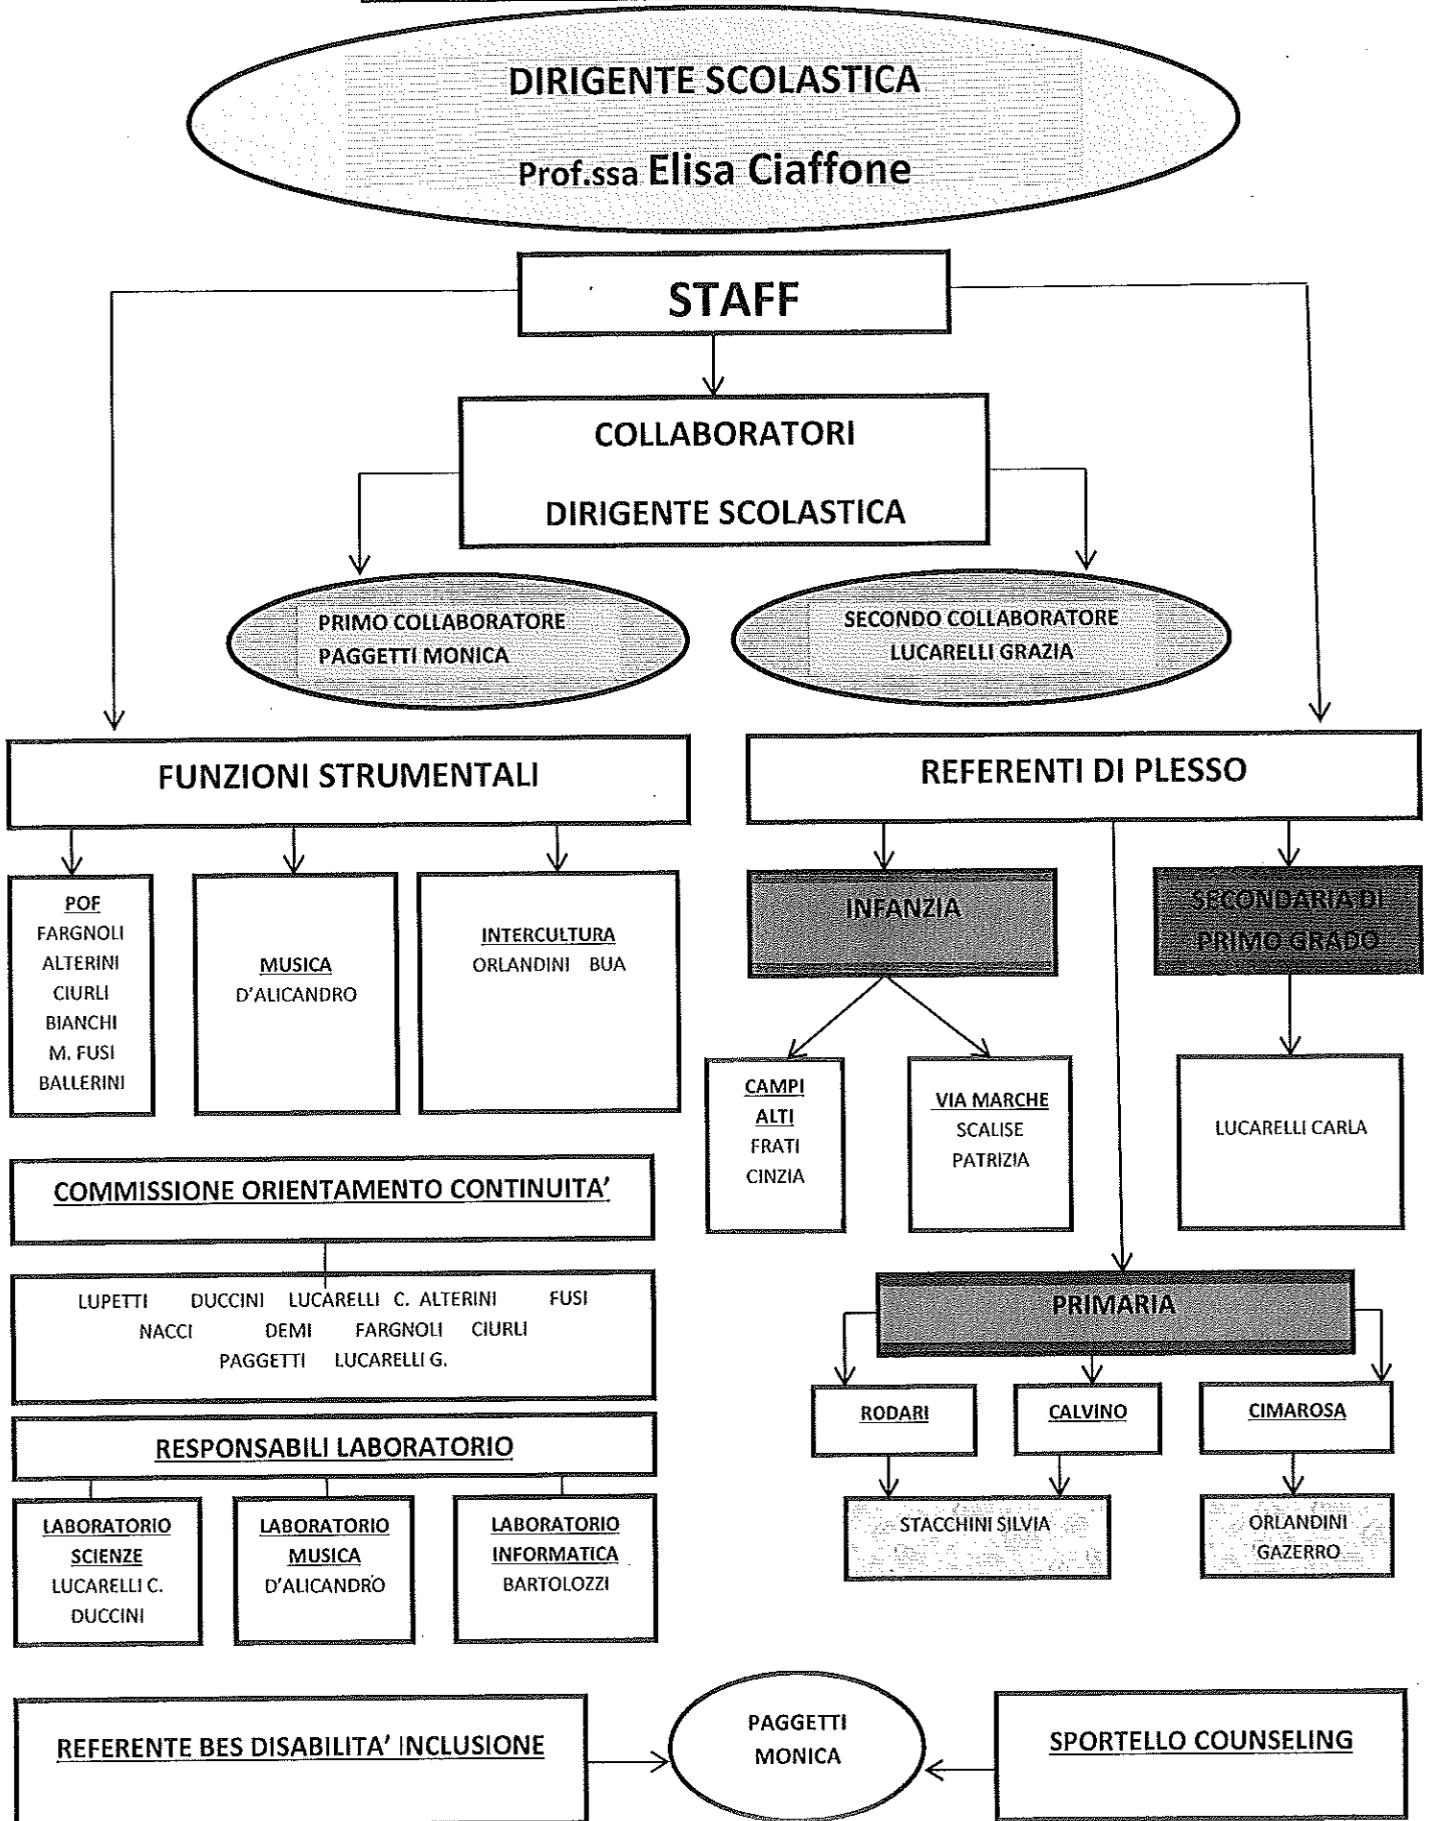 DIRIGENTE SCOLASTICA
Prof.ssa Elisa Ciaffone
STAFF
COLLABORATORI
DIRIGENTE SCOLASTICA
PRIMO COLLABORATORE
PAGGETTI MONICA
SECONDO COLLABORATORE
LUCARELLI GRAZIA
FUNZIONI STRUMENTALI
REFERENTI DI PLESSO
POF
FARGNOLI
ALTERINI
CIURLI
BIANCHI
M. FUSI
BALLERINI
MUSICA
D'ALICANDRO
INTERCULTURA
ORLANDINI BUA
INFANZIA
SECONDARIA DI
PRIMO GRADO
CAMPI
ALTI
FRATI
CINZIA
VIA MARCHE
SCALISE
PATRIZIA
LUCARELLI CARLA
COMMISSIONE ORIENTAMENTO CONTINUITA'
LUPETTI DUCCINI LUCARELLI C. ALTERINI FUSI
NACCI DEMI FARGNOLI CIURLI
PAGGETTI LUCARELLI G.
PRIMARIA
RODARI
CALVINO
CIMAROSA
STACCHINI SILVIA
ORLANDINI
GAZERRO
RESPONSABILI LABORATORIO
LABORATORIO
SCIENZE
LUCARELLI C.
DUCCINI
LABORATORIO
MUSICA
D'ALICANDRO
LABORATORIO
INFORMATICA
BARTOLOZZI
REFERENTE BES DISABILITA' INCLUSIONE
PAGGETTI
MONICA
SPORTELLO COUNSELING